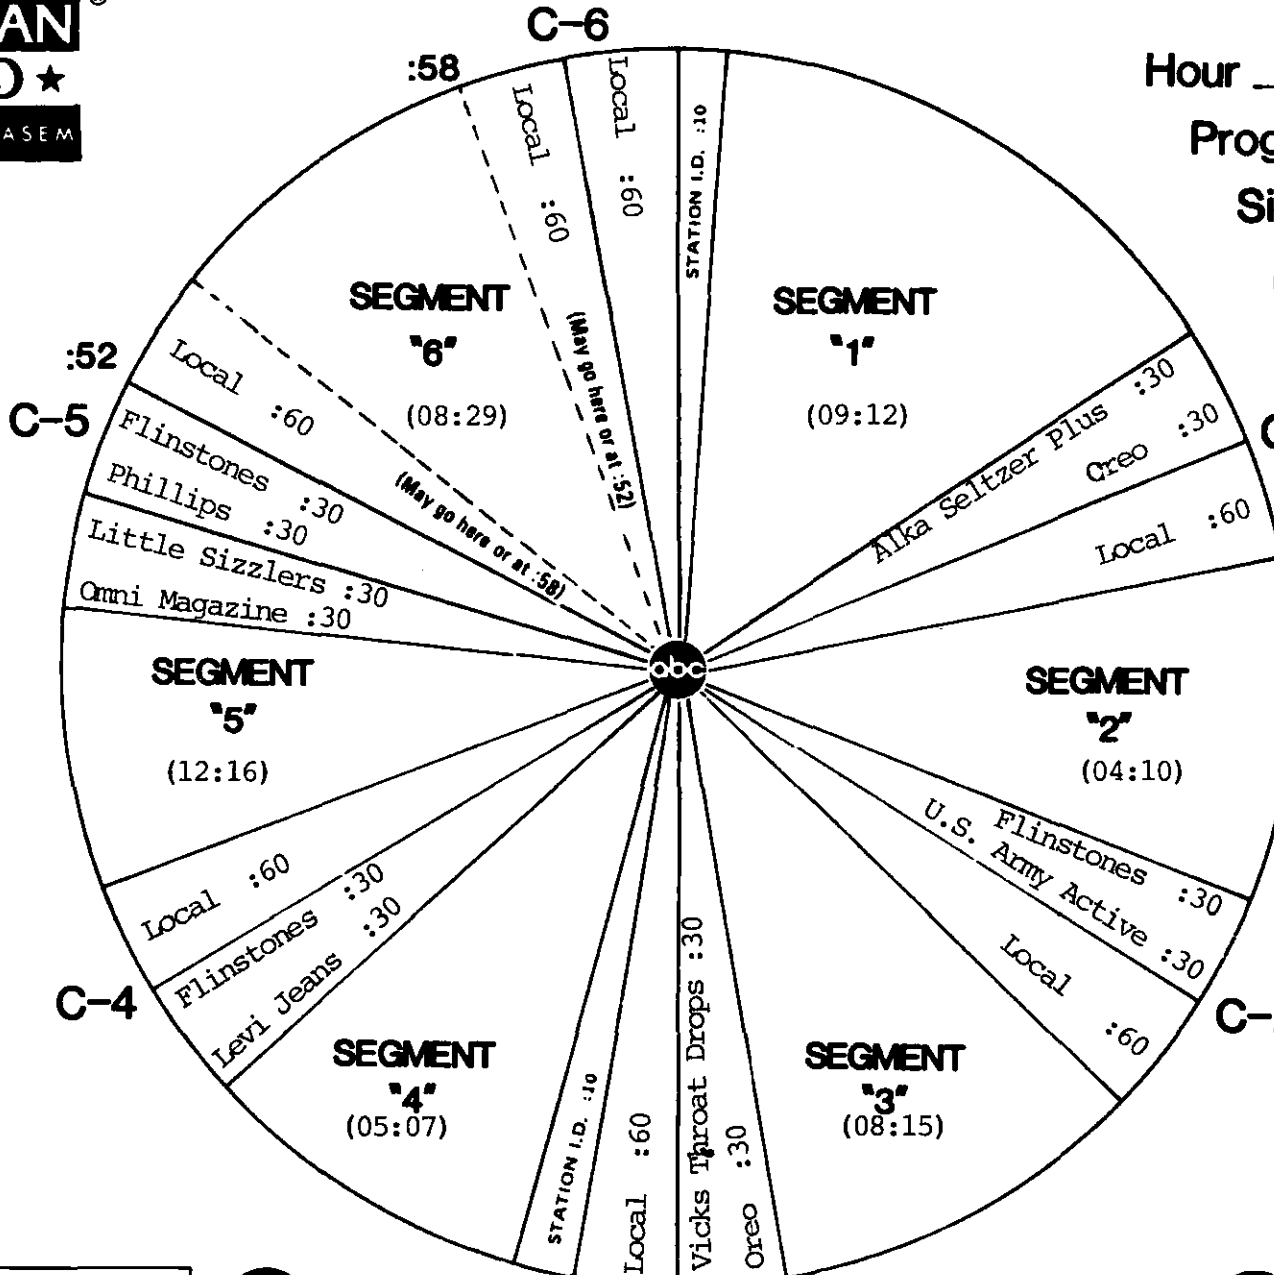 AN ®
ASEM
C-6
:58
Hour
Prog
Si
Local :60
Local :60
STATION I.D. :10
SEGMENT
"6"
(08:29)
(May go here or at :52)
SEGMENT
"1"
(09:12)
Alka Seltzer Plus :30
Oreo :30
Local :60
:52
C-5
Local :60
(May go here or at :58)
Flinstones :30
Phillips :30
Little Sizzlers :30
Omni Magazine :30
abc
SEGMENT
"5"
(12:16)
SEGMENT
"2"
(04:10)
Flinstones :30
U.S. Army Active :30
Local :60
C-
Local :60
Flinstones :30
Levi Jeans :30
C-4
SEGMENT
"4"
(05:07)
STATION I.D. :10
Local :60
Vicks Throat Drops :30
Oreo :30
SEGMENT
"3"
(08:15)